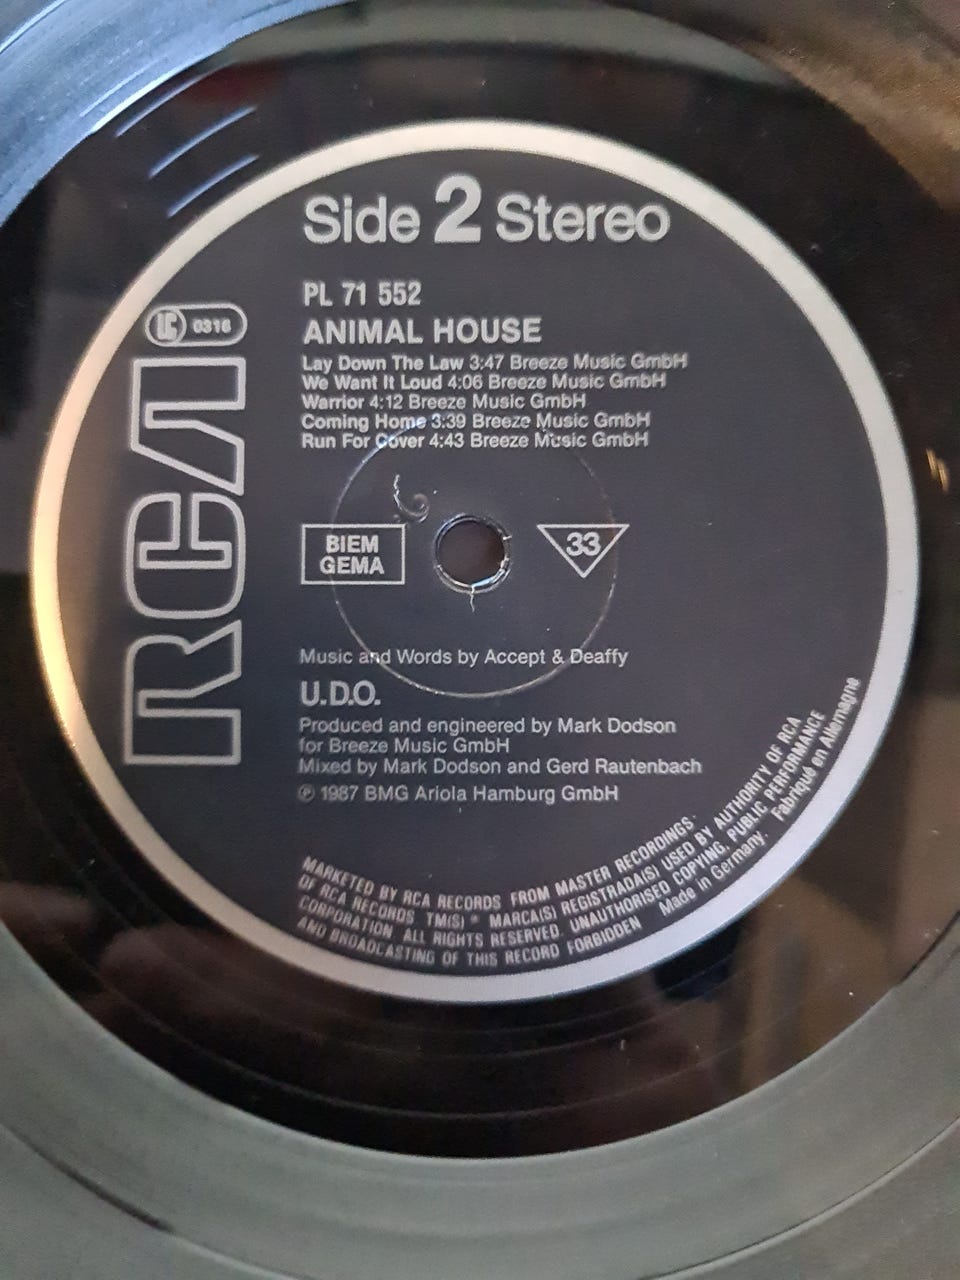 Side 2 Stereo
PL 71 552
ANIMAL HOUSE
Lay Down The Law 3:47 Breeze Music GmbH
We Want It Loud 4:06 Breeze Music GmbH
Warrior 4:12 Breeze Music GmbH
Coming Home 3:39 Breeze Music GmbH
Run For Cover 4:43 Breeze Music GmbH
LC 0316
RCA
BIEM
GEMA
33
Music and Words by Accept & Deaffy
U.D.O.
Produced and engineered by Mark Dodson
for Breeze Music GmbH
Mixed by Mark Dodson and Gerd Rautenbach
℗ 1987 BMG Ariola Hamburg GmbH
MARKETED BY RCA RECORDS FROM MASTER RECORDINGS
OF RCA RECORDS TM(S) ® MARCA(S) REGISTRADA(S) USED BY AUTHORITY OF RCA
CORPORATION ALL RIGHTS RESERVED. UNAUTHORISED COPYING, PUBLIC PERFORMANCE
AND BROADCASTING OF THIS RECORD FORBIDDEN Made in Germany. Fabriqué en Allemagne